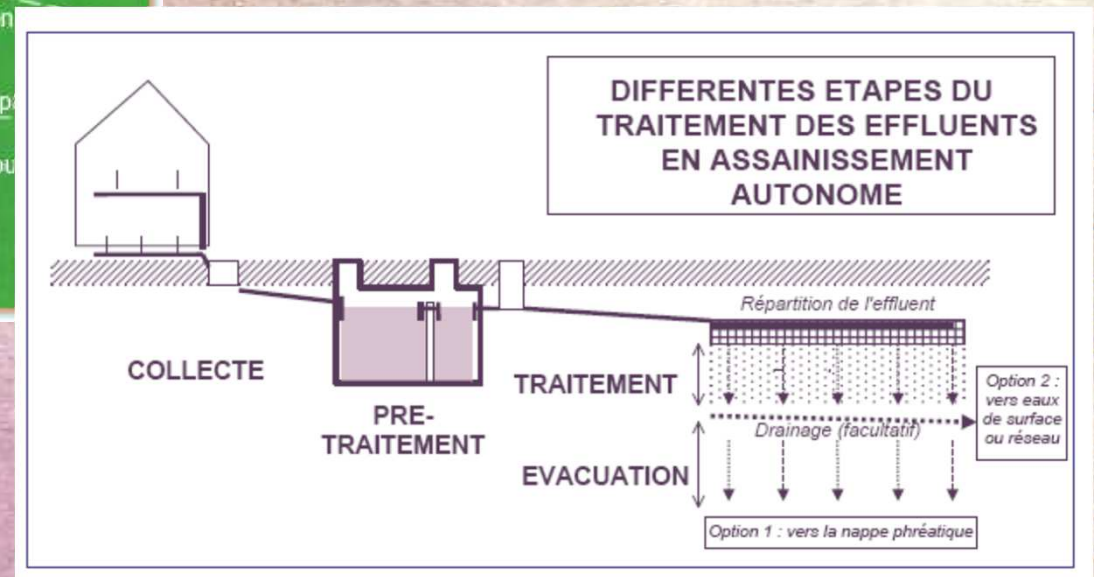 en
DIFFERENTES ETAPES DU
TRAITEMENT DES EFFLUENTS
EN ASSAINISSEMENT
AUTONOME
Répartition de l'effluent
COLLECTE
PRE-
TRAITEMENT
TRAITEMENT
Option 2 :
vers eaux
de surface
ou réseau
Drainage (facultatif)
EVACUATION
Option 1 : vers la nappe phréatique